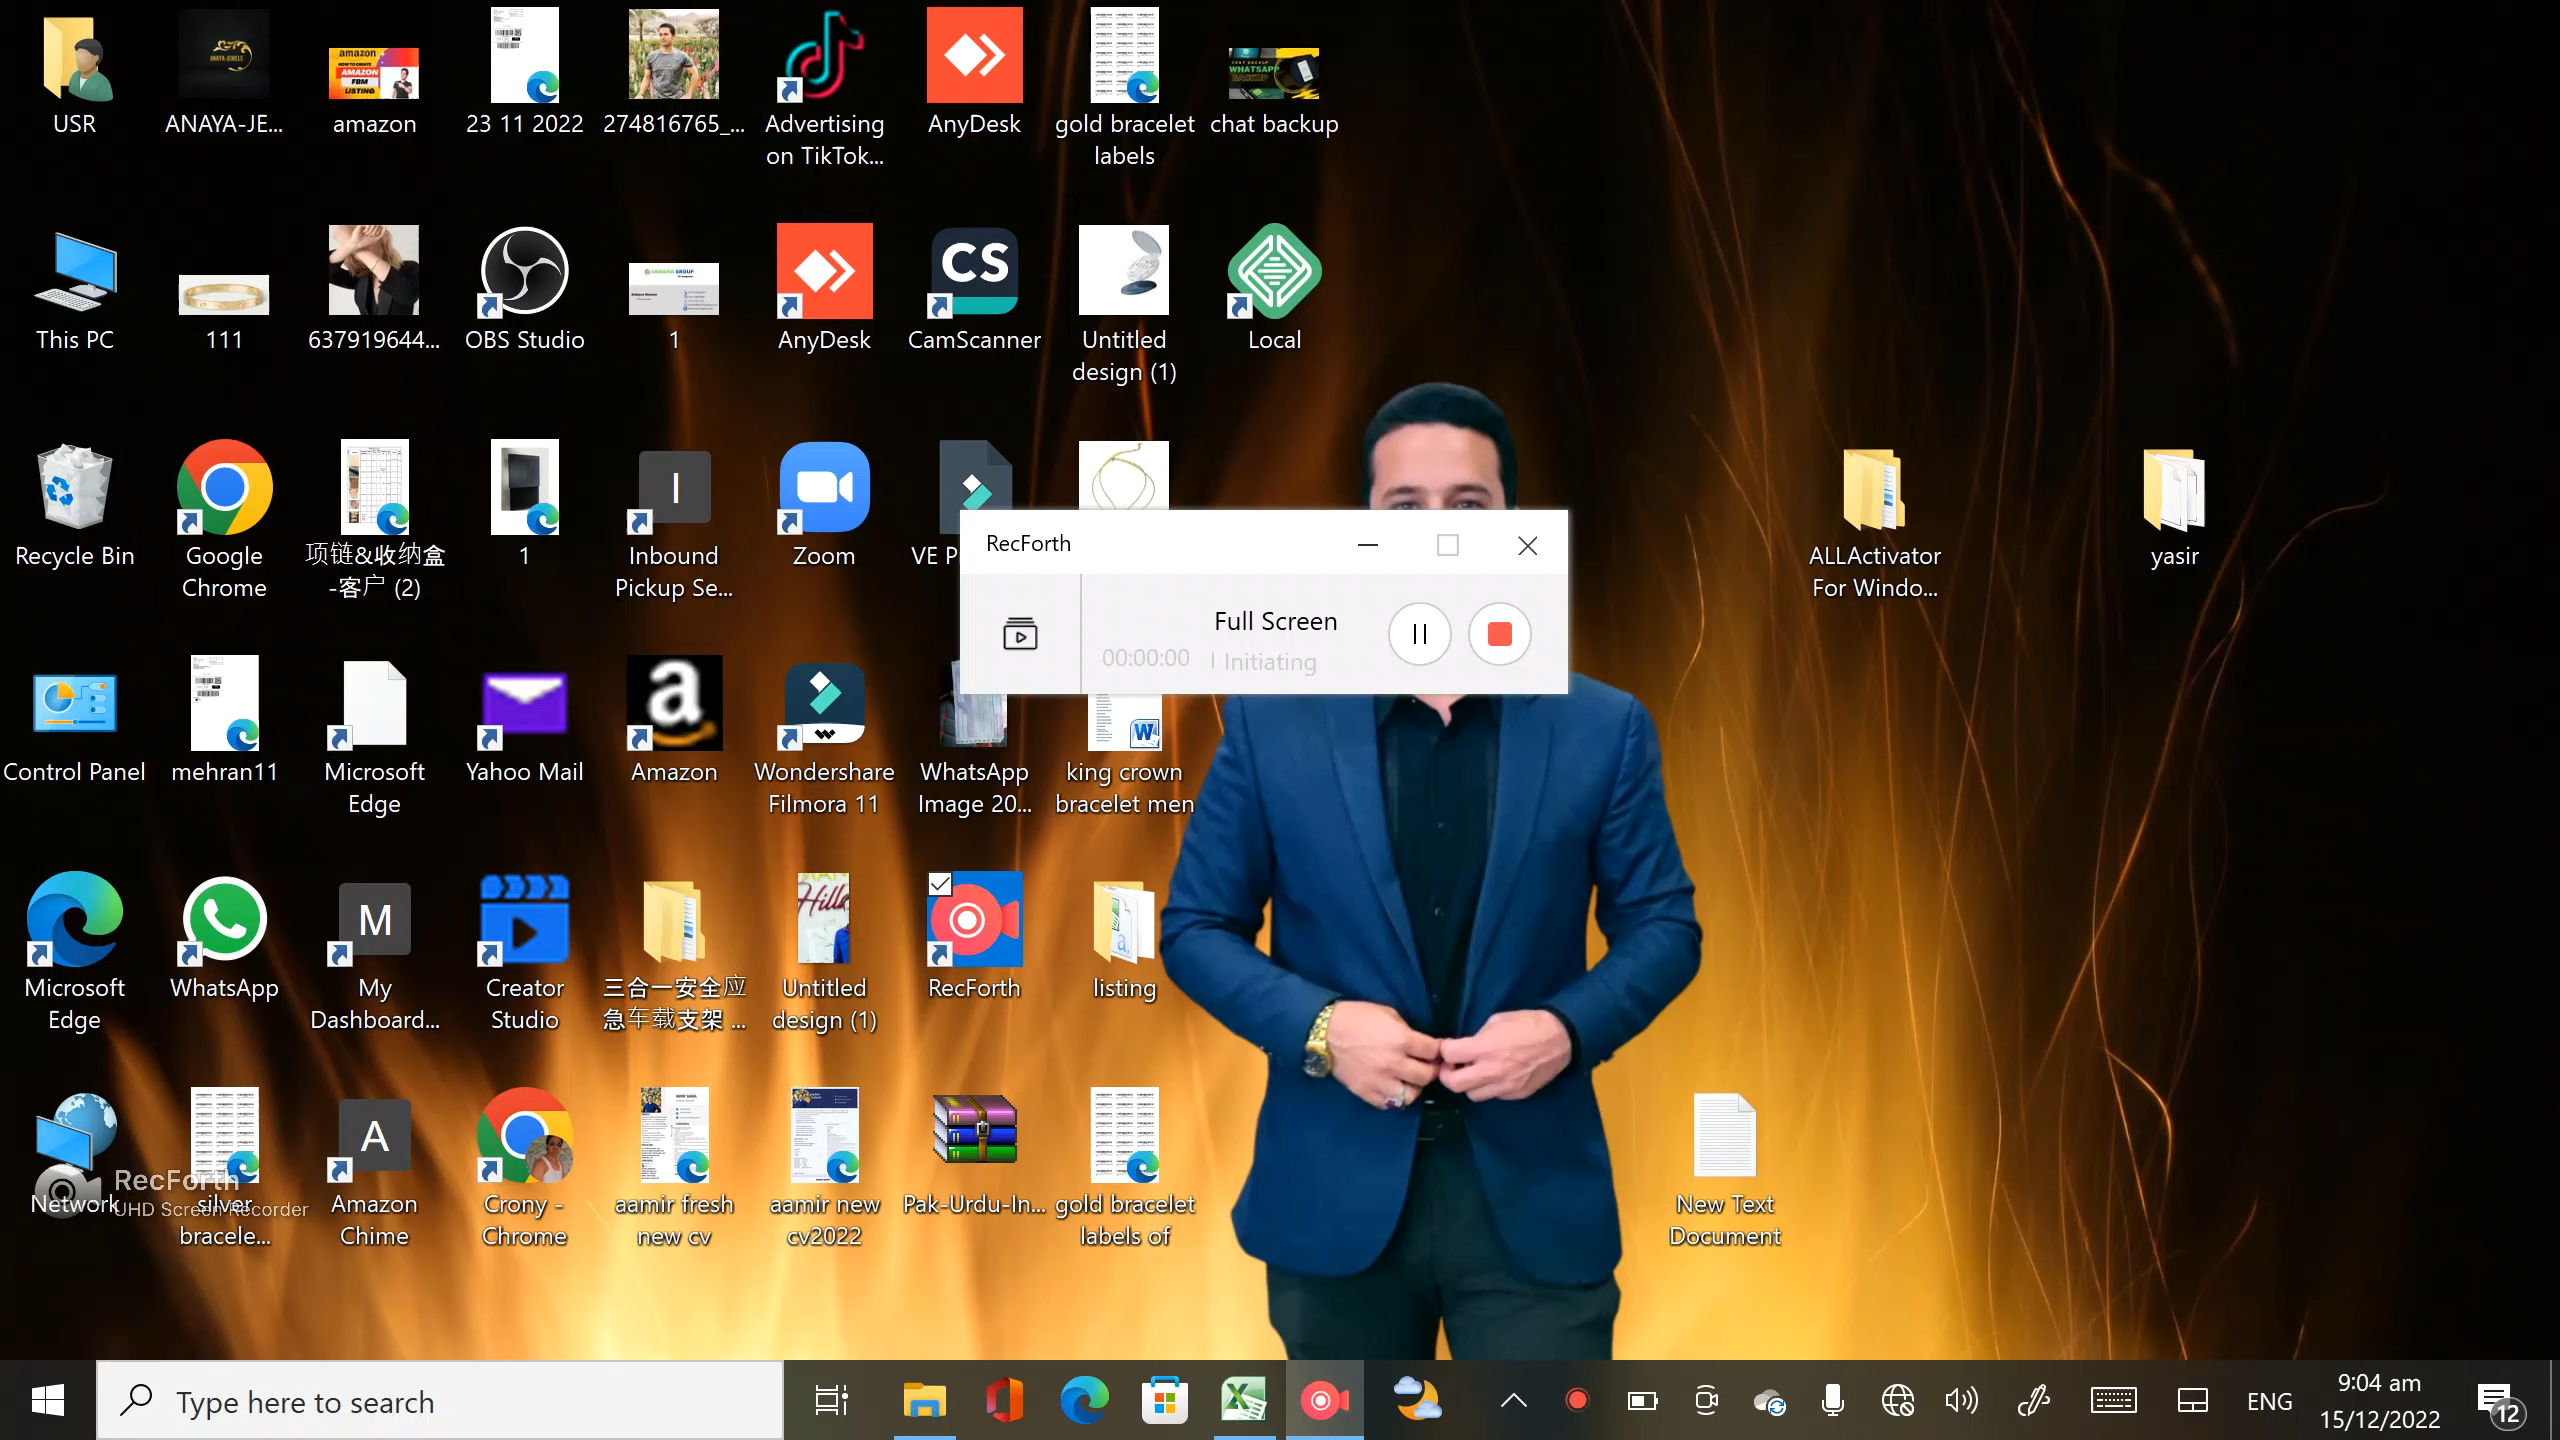 USR
ANAYA-JE...
amazon
23 11 2022
274816765_...
Advertising
on TikTok...
AnyDesk
gold bracelet
labels
chat backup
This PC
111
637919644...
OBS Studio
1
AnyDesk
CS
CamScanner
Untitled
design (1)
Local
Recycle Bin
Google
Chrome
项链&收纳盒
-客户 (2)
1
I
Inbound
Pickup Se...
Zoom
VE P
ALLActivator
For Windo...
yasir
RecForth
Full Screen
00:00:00
Initiating
Control Panel
mehran11
Microsoft
Edge
Yahoo Mail
Amazon
Wondershare
Filmora 11
WhatsApp
Image 20...
king crown
bracelet men
Microsoft
Edge
WhatsApp
M
My
Dashboard...
Creator
Studio
三合一安全应
急车载支架 ...
Untitled
design (1)
RecForth
listing
Network
RecForth
UHD Screen Recorder
silver
bracele...
A
Amazon
Chime
Crony -
Chrome
aamir fresh
new cv
aamir new
cv2022
Pak-Urdu-In...
gold bracelet
labels of
New Text
Document
Type here to search
ENG
9:04 am
15/12/2022
12